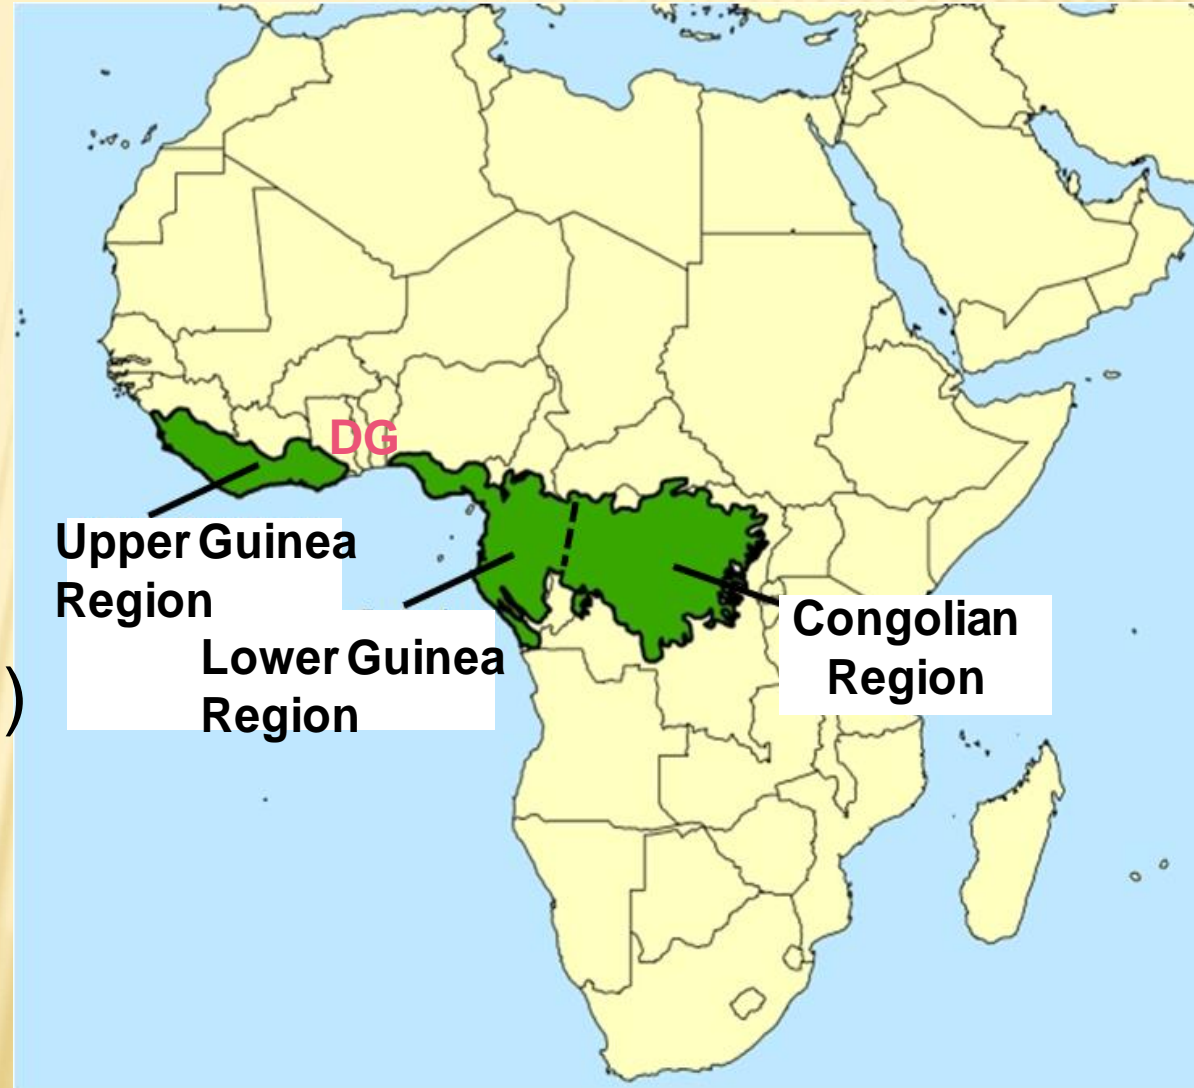 DG
Upper Guinea
Region
Lower Guinea
Region
)
Congolian
Region